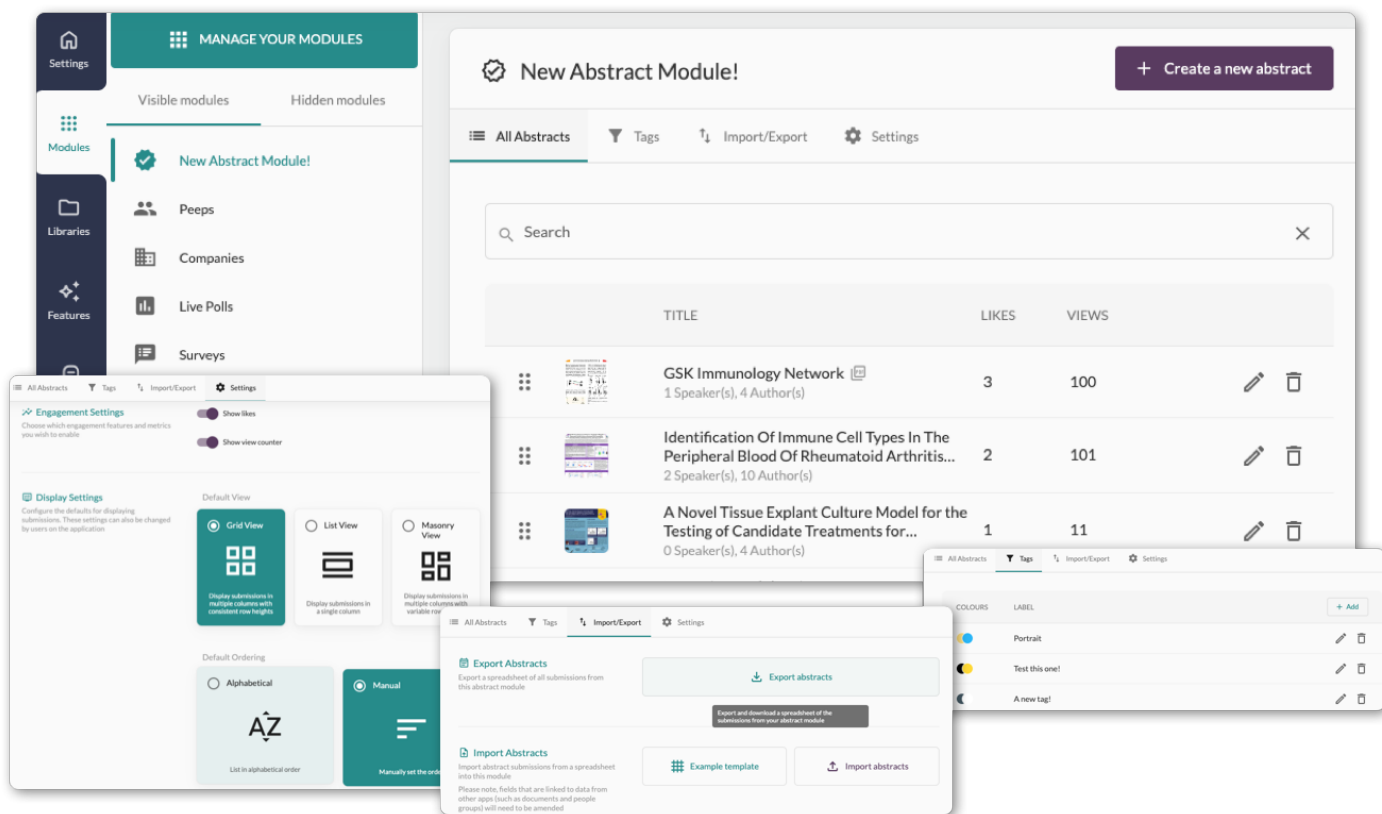 Settings
Modules
Libraries
Features
MANAGE YOUR MODULES
Visible modules
Hidden modules
New Abstract Module!
Peeps
Companies
Live Polls
Surveys
New Abstract Module!
+ Create a new abstract
All Abstracts
Tags
Import/Export
Settings
Search
TITLE
LIKES
VIEWS
GSK Immunology Network
1 Speaker(s), 4 Author(s)
3
100
Identification Of Immune Cell Types In The
Peripheral Blood Of Rheumatoid Arthritis...
2 Speaker(s), 10 Author(s)
2
101
A Novel Tissue Explant Culture Model for the
Testing of Candidate Treatments for...
0 Speaker(s), 4 Author(s)
1
11
All Abstracts
Tags
Import/Export
Settings
Engagement Settings
Choose which engagement features and metrics
you wish to enable
Show likes
Show view counter
Display Settings
Configure the defaults for displaying
submissions. These settings can also be changed
by users on the application
Default View
Grid View
Display submissions in
multiple columns with
consistent row heights
List View
Display submissions in
a single column
Masonry
View
Display submissions in
multiple columns with
variable row
Default Ordering
Alphabetical
AZ
List in alphabetical order
Manual
Manually set the orde
All Abstracts
Tags
Import/Export
Settings
Export Abstracts
Export a spreadsheet of all submissions from
this abstract module
Export abstracts
Export and download a spreadsheet of the
submissions from your abstract module
Import Abstracts
Import abstract submissions from a spreadsheet
into this module
Please note, fields that are linked to data from
other apps (such as documents and people
groups) will need to be amended
Example template
Import abstracts
All Abstracts
Tags
Import/Export
Settings
COLOURS
LABEL
+ Add
Portrait
Test this one!
A new tag!